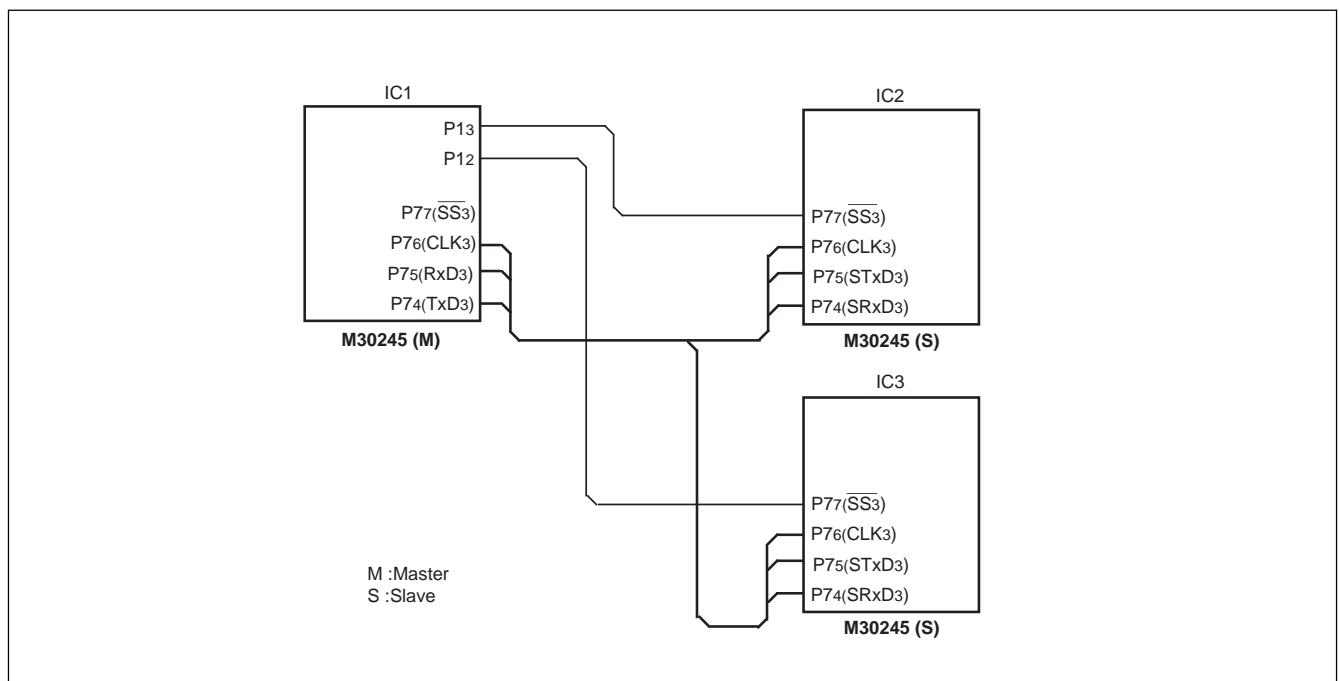 IC1
P13
P12
P77(SS3)
P76(CLK3)
P75(RxD3)
P74(TxD3)
M30245 (M)
IC2
P77(SS3)
P76(CLK3)
P75(STxD3)
P74(SRxD3)
M30245 (S)
IC3
P77(SS3)
P76(CLK3)
P75(STxD3)
P74(SRxD3)
M30245 (S)
M :Master
S :Slave